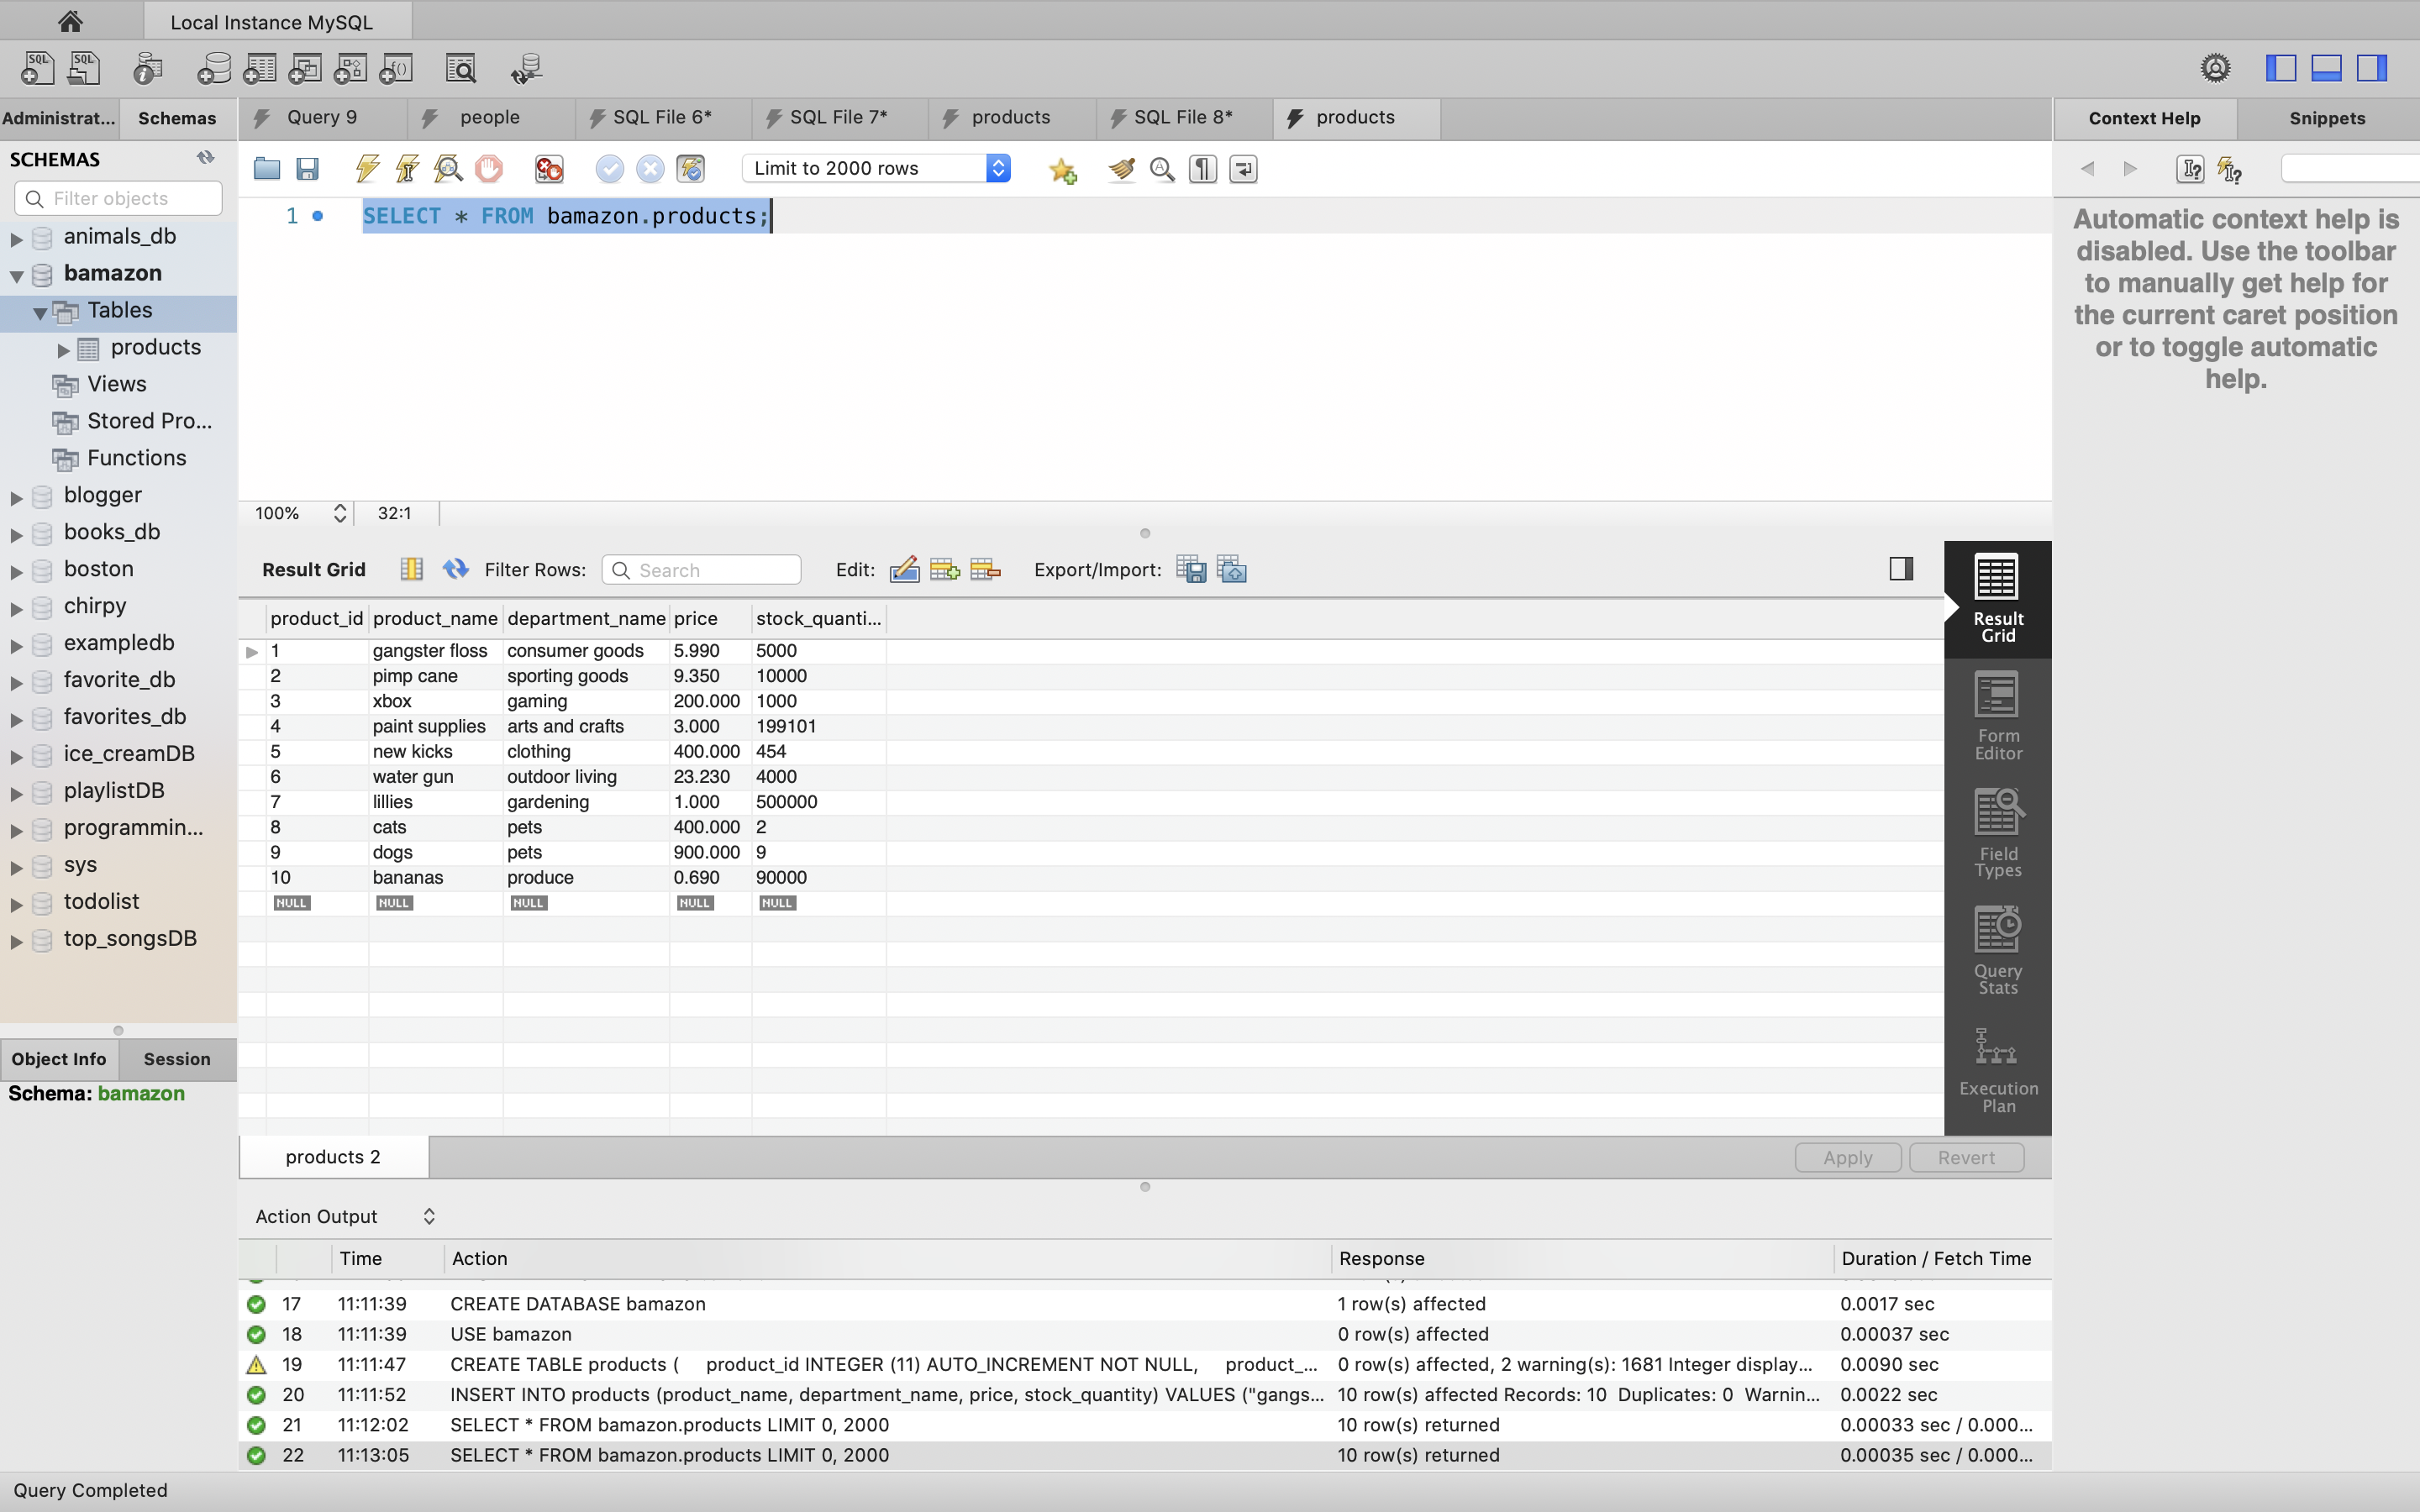 Local Instance MySQL
Administrat... Schemas
Query 9 people SQL File 6* SQL File 7* products SQL File 8* products
Context Help Snippets
SCHEMAS
Filter objects
Limit to 2000 rows
1 SELECT * FROM bamazon.products;
Automatic context help is
disabled. Use the toolbar
to manually get help for
the current caret position
or to toggle automatic
help.
animals_db
bamazon
Tables
products
Views
Stored Pro...
Functions
blogger
books_db
boston
chirpy
exampledb
favorite_db
favorites_db
ice_creamDB
playlistDB
programmin...
sys
todolist
top_songsDB
100% 32:1
Result Grid Filter Rows: Search Edit: Export/Import:
product_id product_name department_name price stock_quanti...
1 gangster floss consumer goods 5.990 5000
2 pimp cane sporting goods 9.350 10000
3 xbox gaming 200.000 1000
4 paint supplies arts and crafts 3.000 199101
5 new kicks clothing 400.000 454
6 water gun outdoor living 23.230 4000
7 lillies gardening 1.000 500000
8 cats pets 400.000 2
9 dogs pets 900.000 9
10 bananas produce 0.690 90000
NULL NULL NULL NULL NULL
Result
Grid
Form
Editor
Field
Types
Query
Stats
Execution
Plan
Object Info Session
Schema: bamazon
products 2 Apply Revert
Action Output
Time Action Response Duration / Fetch Time
17 11:11:39 CREATE DATABASE bamazon 1 row(s) affected 0.0017 sec
18 11:11:39 USE bamazon 0 row(s) affected 0.00037 sec
19 11:11:47 CREATE TABLE products ( product_id INTEGER (11) AUTO_INCREMENT NOT NULL, product_... 0 row(s) affected, 2 warning(s): 1681 Integer display... 0.0090 sec
20 11:11:52 INSERT INTO products (product_name, department_name, price, stock_quantity) VALUES ("gangs... 10 row(s) affected Records: 10 Duplicates: 0 Warnin... 0.0022 sec
21 11:12:02 SELECT * FROM bamazon.products LIMIT 0, 2000 10 row(s) returned 0.00033 sec / 0.000...
22 11:13:05 SELECT * FROM bamazon.products LIMIT 0, 2000 10 row(s) returned 0.00035 sec / 0.000...
Query Completed